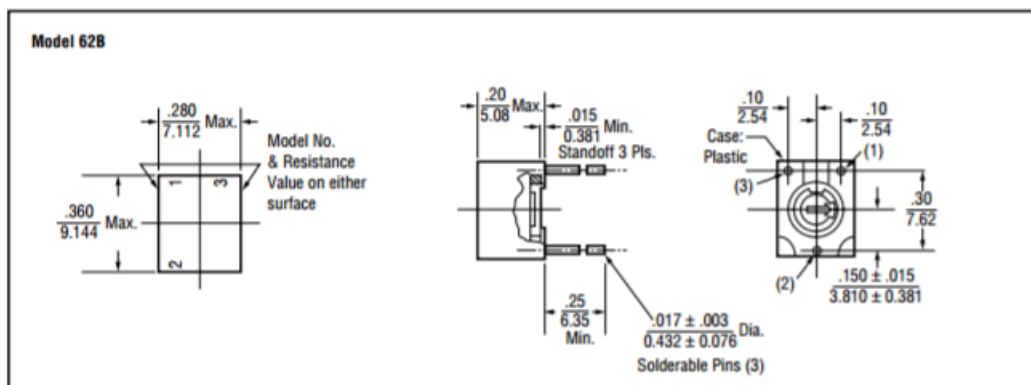 Model 62B
.280
7.112 Max.
Model No.
& Resistance
Value on either
surface
1 3
.360
9.144 Max.
2
.20
5.08 Max.
.015
0.381 Min.
Standoff 3 Pls.
.25
6.35
Min.
.017 ± .003
0.432 ± 0.076 Dia.
Solderable Pins (3)
.10
2.54
.10
2.54
Case:
Plastic
(1)
(3)
.30
7.62
(2)
.150 ± .015
3.810 ± 0.381